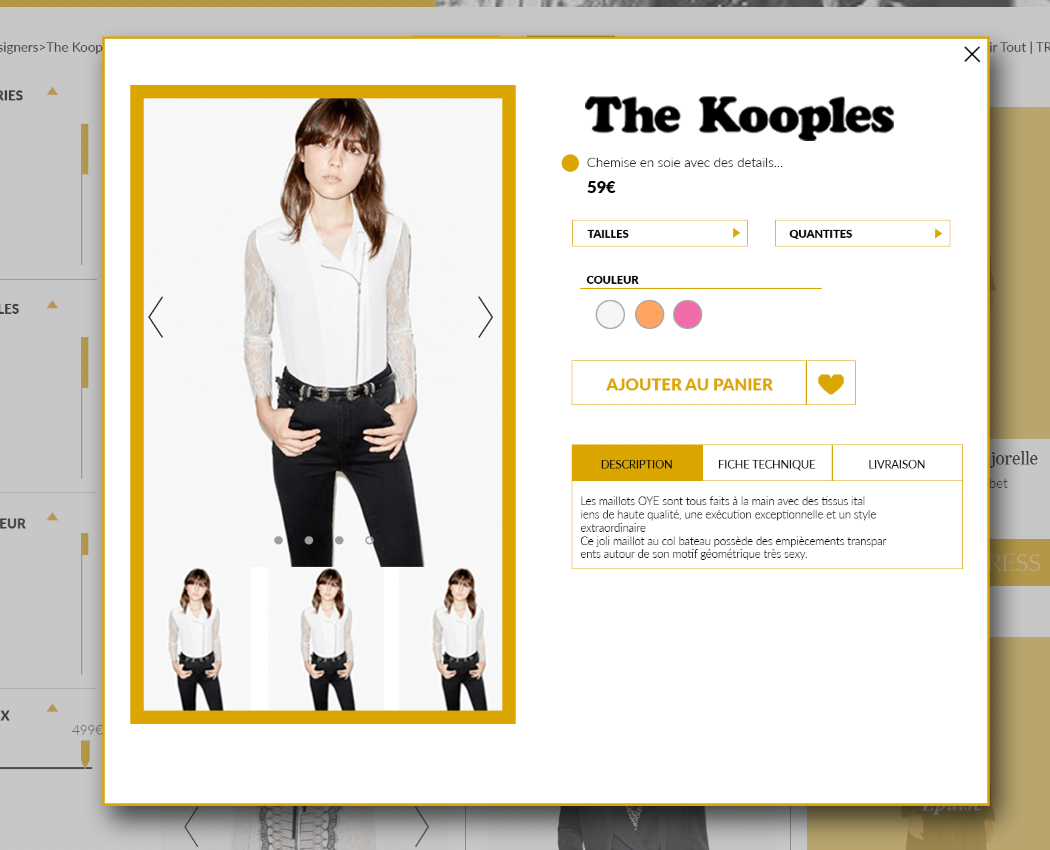 signers>The Koop
ir Tout | TR
RIES
LES
EUR
X
499€
The Kooples
Chemise en soie avec des details...
59€
TAILLES
QUANTITES
COULEUR
AJOUTER AU PANIER
DESCRIPTION
FICHE TECHNIQUE
LIVRAISON
Les maillots OYE sont tous faits à la main avec des tissus ital
iens de haute qualité, une exécution exceptionnelle et un style
extraordinaire
Ce joli maillot au col bateau possède des empiècements transpar
ents autour de son motif géométrique très sexy.
jorelle
bet
RESS
Epuisé